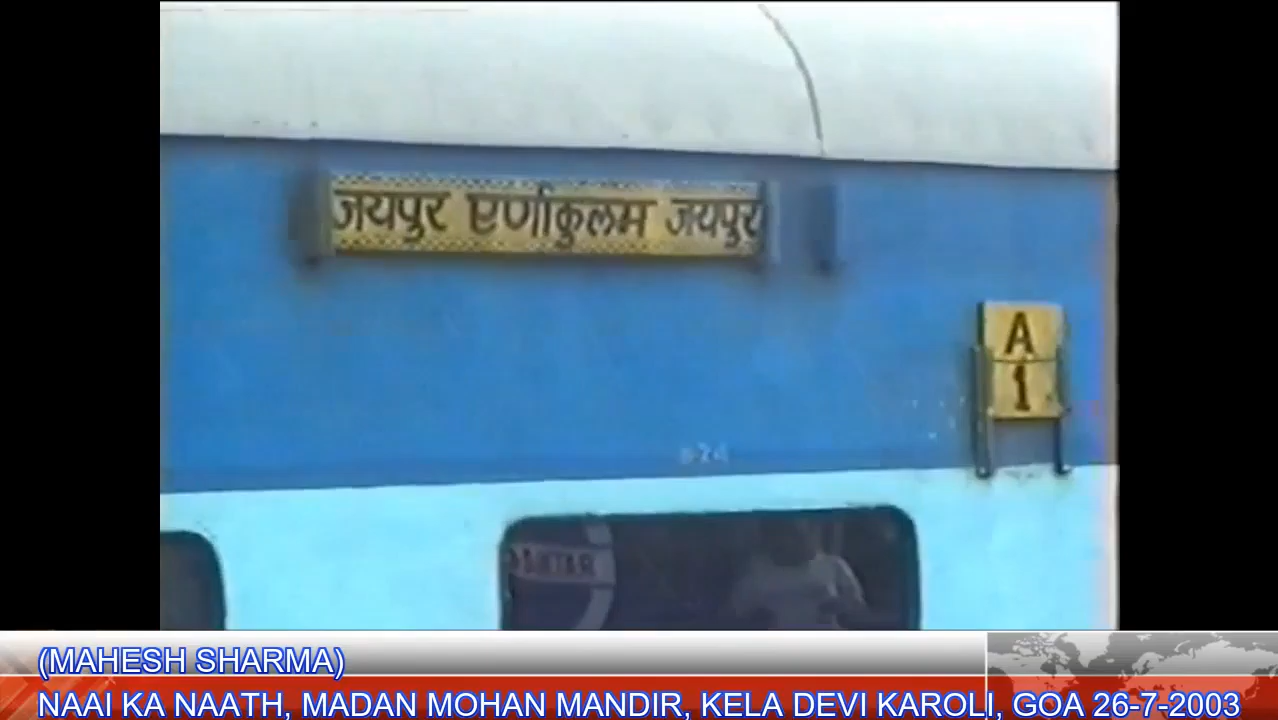 जयपुर एर्णाकुलम जयपुर
A
1
(MAHESH SHARMA)
NAAI KA NAATH, MADAN MOHAN MANDIR, KELA DEVI KAROLI, GOA 26-7-2003